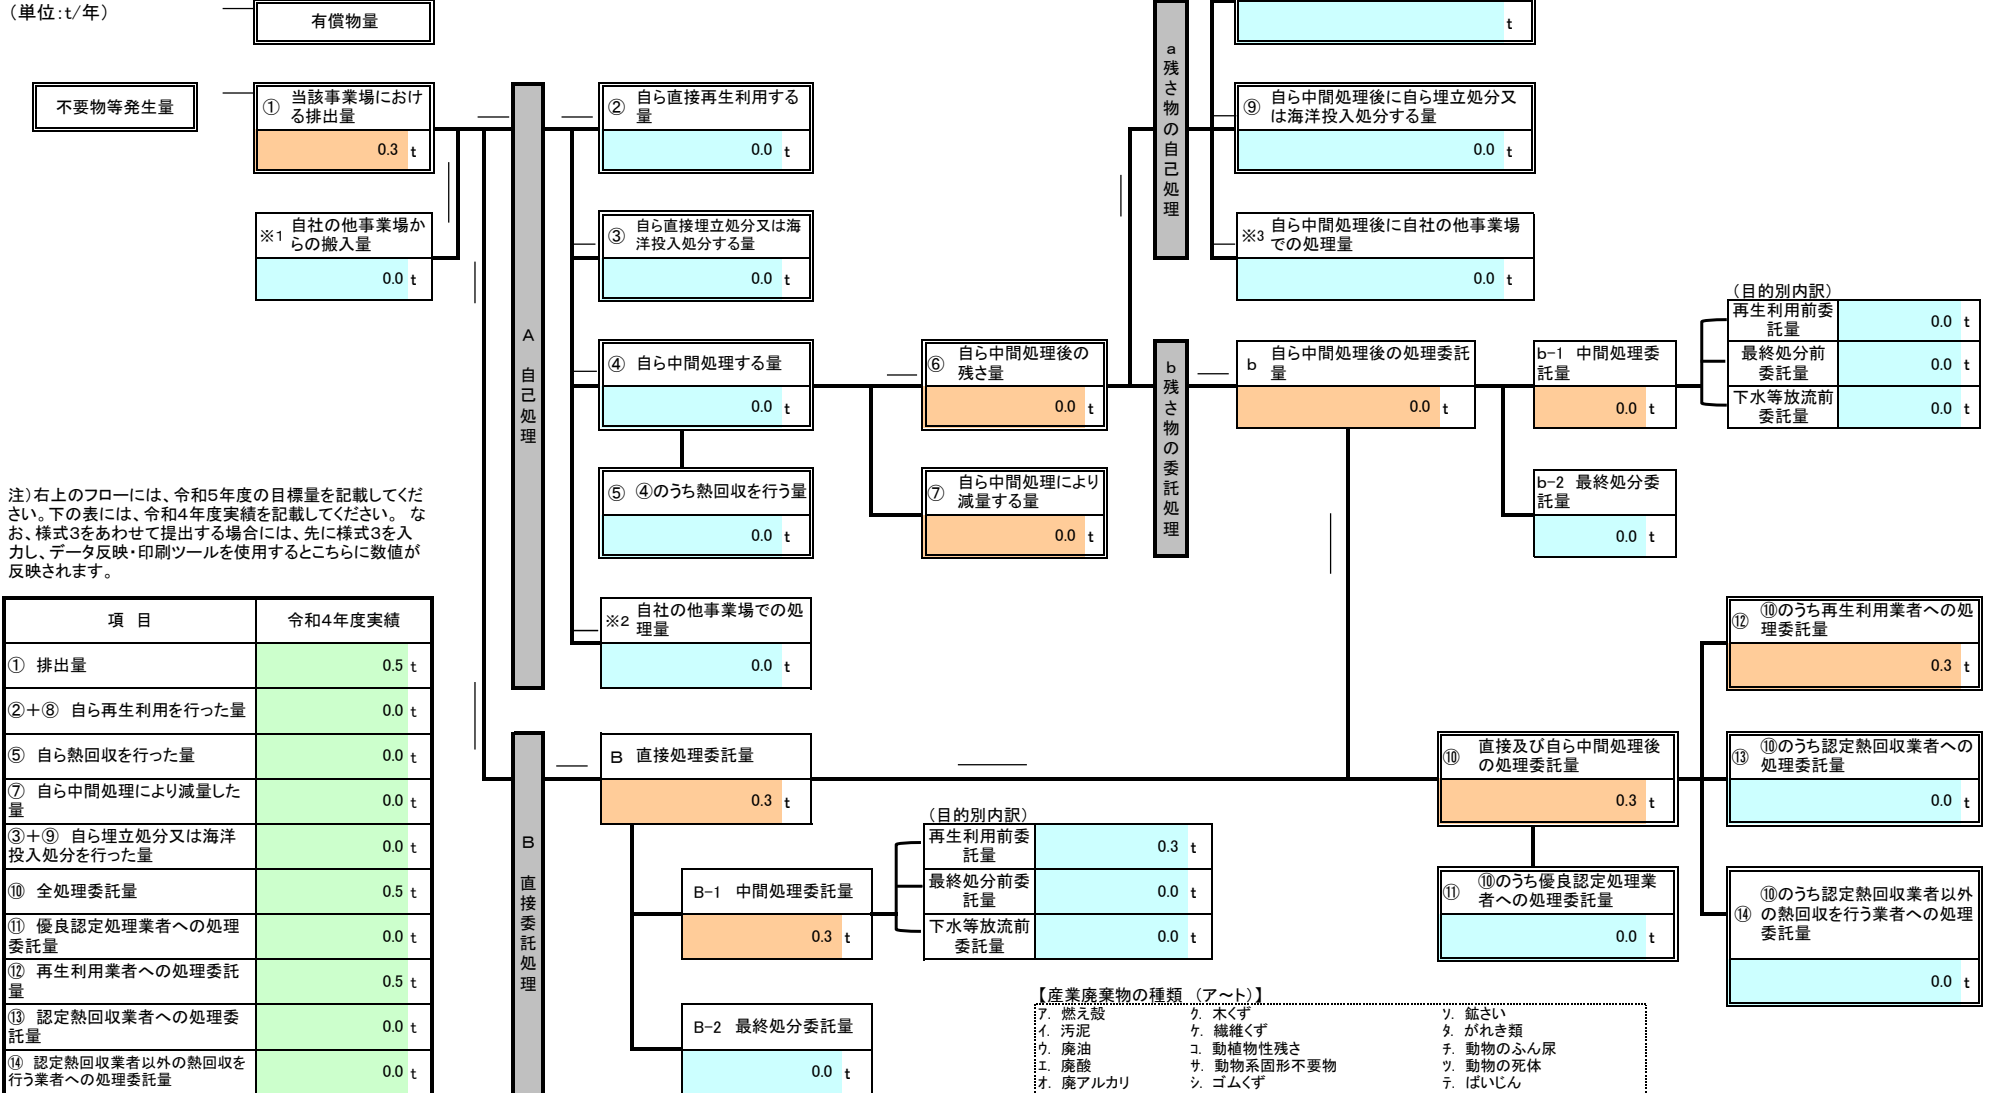 （単位：t/年）
有償物量
t
不要物等発生量
① 当該事業場におけ
る排出量
0.3 t
② 自ら直接再生利用する
量
0.0 t
⑨ 自ら中間処理後に自ら埋立処分又
は海洋投入処分する量
0.0 t
※1 自社の他事業場か
らの搬入量
0.0 t
③ 自ら直接埋立処分又は海
洋投入処分する量
0.0 t
※3 自ら中間処理後に自社の他事業場
での処理量
0.0 t
a残さ物の自己処理
A 自己処理
④ 自ら中間処理する量
0.0 t
⑥ 自ら中間処理後の
残さ量
0.0 t
b残さ物の委託処理
b 自ら中間処理後の処理委託
量
0.0 t
b-1 中間処理委
託量
0.0 t
（目的別内訳）
再生利用前委
託量
0.0 t
最終処分前
委託量
0.0 t
下水等放流前
委託量
0.0 t
⑤ ④のうち熱回収を行う量
0.0 t
⑦ 自ら中間処理により
減量する量
0.0 t
b-2 最終処分委
託量
0.0 t
注）右上のフローには、令和5年度の目標量を記載してくだ
さい。下の表には、令和4年度実績を記載してください。 な
お、様式3をあわせて提出する場合には、先に様式3を入
力し、データ反映・印刷ツールを使用するとこちらに数値が
反映されます。
※2 自社の他事業場での処
理量
0.0 t
項 目 令和4年度実績
① 排出量 0.5 t
②＋⑧ 自ら再生利用を行った量 0.0 t
⑤ 自ら熱回収を行った量 0.0 t
⑦ 自ら中間処理により減量した
量 0.0 t
③＋⑨ 自ら埋立処分又は海洋
投入処分を行った量 0.0 t
⑩ 全処理委託量 0.5 t
⑪ 優良認定処理業者への処理
委託量 0.0 t
⑫ 再生利用業者への処理委託
量 0.5 t
⑬ 認定熱回収業者への処理委
託量 0.0 t
⑭ 認定熱回収業者以外の熱回収を
行う業者への処理委託量 0.0 t
B 直接委託処理
B 直接処理委託量
0.3 t
（目的別内訳）
再生利用前委
託量
0.3 t
最終処分前委
託量
0.0 t
下水等放流前
委託量
0.0 t
B-1 中間処理委託量
0.3 t
B-2 最終処分委託量
0.0 t
⑩ 直接及び自ら中間処理後
の処理委託量
0.3 t
⑪ ⑩のうち優良認定処理業
者への処理委託量
0.0 t
⑫ ⑩のうち再生利用業者への処
理委託量
0.3 t
⑬ ⑩のうち認定熱回収業者への
処理委託量
0.0 t
⑭ ⑩のうち認定熱回収業者以外
の熱回収を行う業者への処理
委託量
0.0 t
【産業廃棄物の種類 （ア～ト）】
ア. 燃え殻 ク. 木くず ソ. 鉱さい
イ. 汚泥 ケ. 繊維くず タ. がれき類
ウ. 廃油 コ. 動植物性残さ チ. 動物のふん尿
エ. 廃酸 サ. 動物系固形不要物 ツ. 動物の死体
オ. 廃アルカリ シ. ゴムくず テ. ばいじん